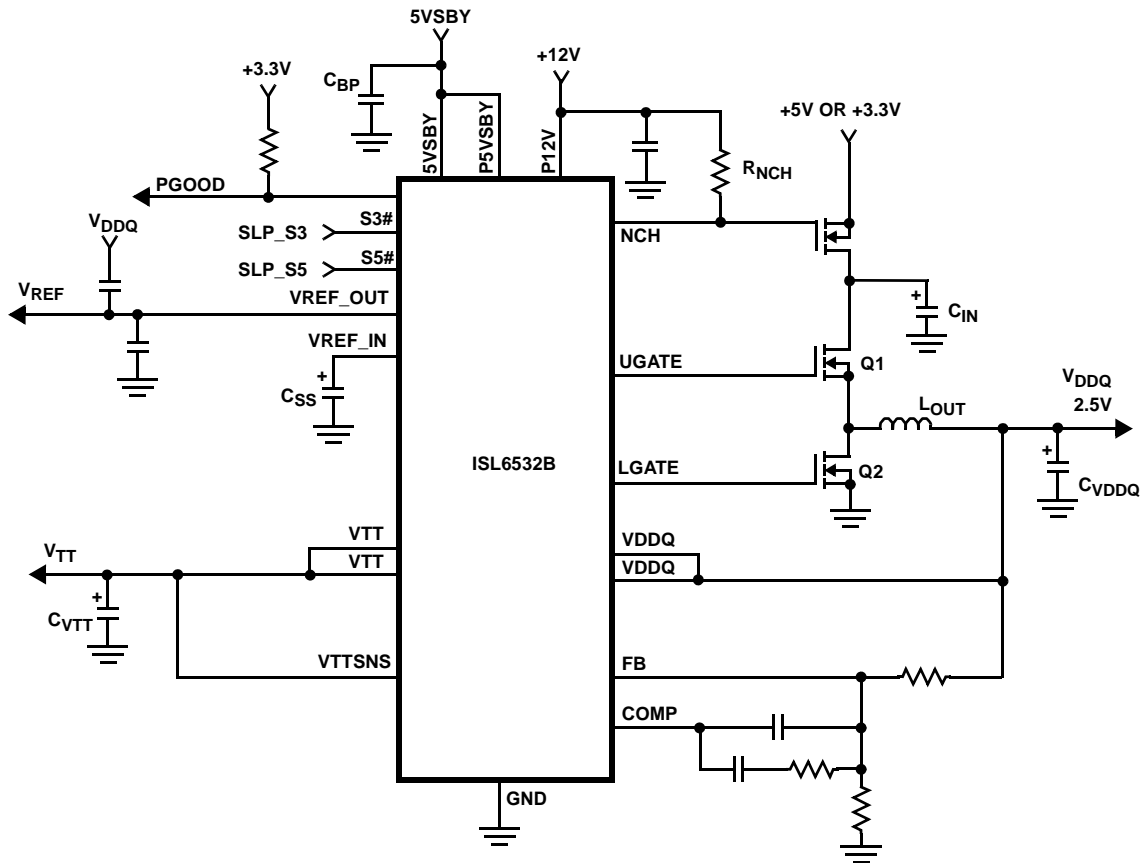 5VSBY
+12V
+3.3V
CBP
+5V OR +3.3V
5VSBY
P5VSBY
P12V
RNCH
PGOOD
S3#
SLP_S3
NCH
VDDQ
S5#
SLP_S5
VREF
VREF_OUT
CIN
VREF_IN
UGATE
Q1
CSS
VDDQ
2.5V
LOUT
ISL6532B
LGATE
Q2
CVDDQ
VTT
VTT
VTT
VDDQ
VDDQ
CVTT
VTTSNS
FB
COMP
GND
+
+
+
+